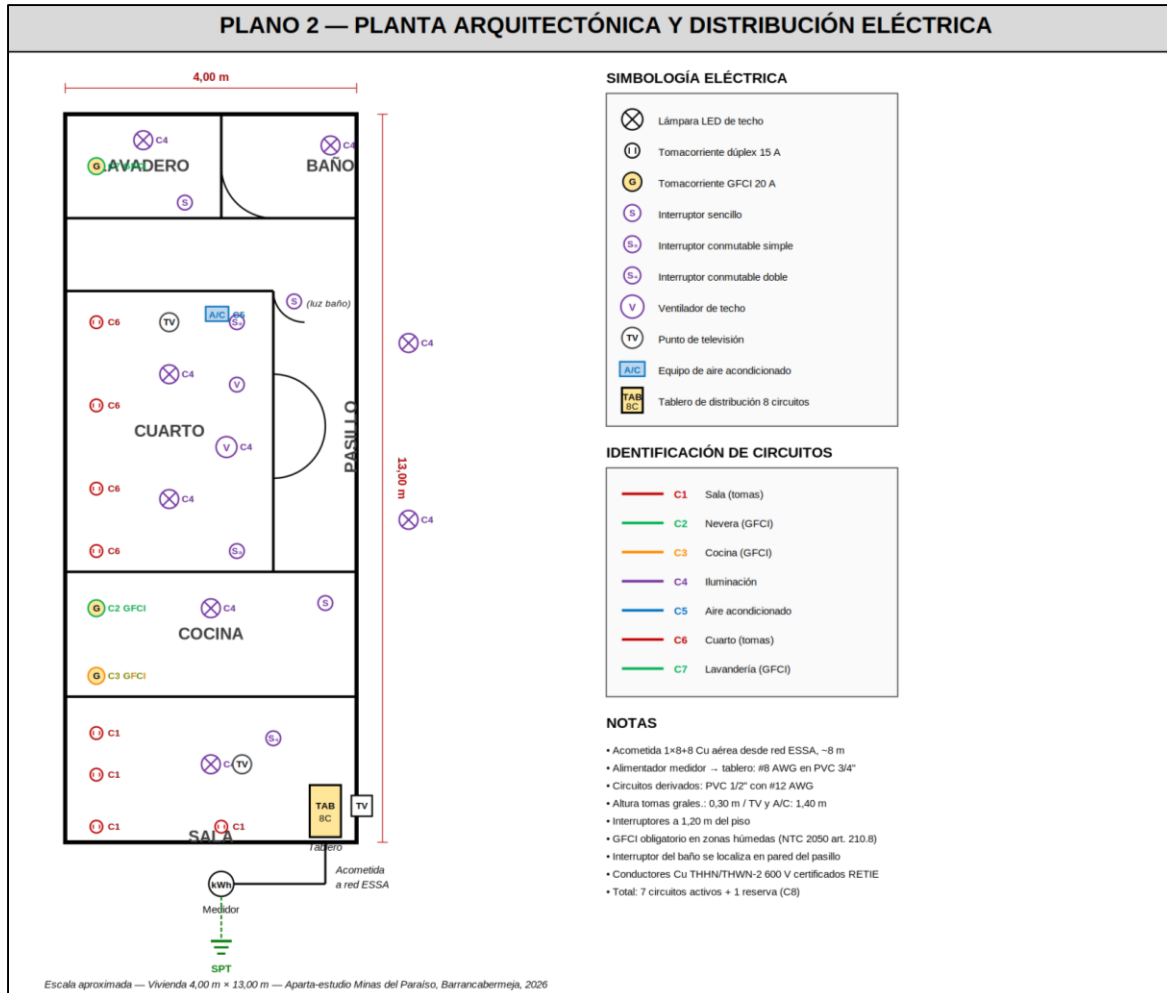 PLANO 2 — PLANTA ARQUITECTÓNICA Y DISTRIBUCIÓN ELÉCTRICA
4,00 m
C4
C4
G
LAVADERO
BAÑO
S
S (luz baño)
C6
TV
A/C
C4
C4
V
C6
CUARTO
PASILLO
V C4
13,00 m
C6
C4
C4
C6
G C2 GFCI
C4
S
COCINA
G C3 GFCI
C1
TV
C1
TAB
8C
TV
C1
C1
SALA
Tablero
Acometida
a red ESSA
kWh
Medidor
SPT
Escala aproximada — Vivienda 4,00 m × 13,00 m — Aparta-estudio Minas del Paraíso, Barrancabermeja, 2026
SIMBOLOGÍA ELÉCTRICA
Lámpara LED de techo
Tomacorriente dúplex 15 A
G Tomacorriente GFCI 20 A
S Interruptor sencillo
Interruptor conmutable simple
Interruptor conmutable doble
V Ventilador de techo
TV Punto de televisión
A/C Equipo de aire acondicionado
TAB
8C
Tablero de distribución 8 circuitos
IDENTIFICACIÓN DE CIRCUITOS
C1 Sala (tomas)
C2 Nevera (GFCI)
C3 Cocina (GFCI)
C4 Iluminación
C5 Aire acondicionado
C6 Cuarto (tomas)
C7 Lavandería (GFCI)
NOTAS
• Acometida 1×8+8 Cu aérea desde red ESSA, ~8 m
• Alimentador medidor → tablero: #8 AWG en PVC 3/4"
• Circuitos derivados: PVC 1/2" con #12 AWG
• Altura tomas grales.: 0,30 m / TV y A/C: 1,40 m
• Interruptores a 1,20 m del piso
• GFCI obligatorio en zonas húmedas (NTC 2050 art. 210.8)
• Interruptor del baño se localiza en pared del pasillo
• Conductores Cu THHN/THWN-2 600 V certificados RETIE
• Total: 7 circuitos activos + 1 reserva (C8)